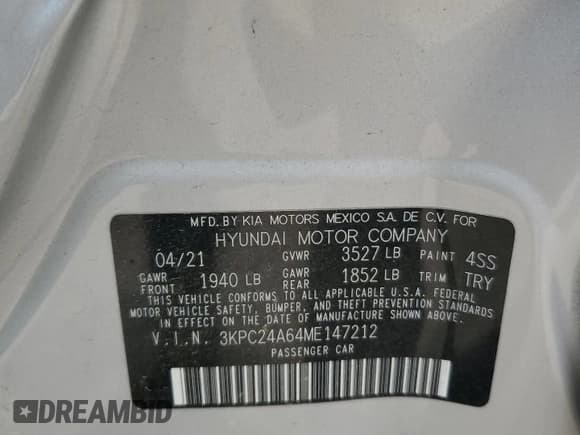 MFD. BY KIA MOTORS MEXICO S.A. DE C.V. FOR
HYUNDAI MOTOR COMPANY
04/21 GVWR 3527 LB PAINT 4SS
GAWR FRONT 1940 LB GAWR REAR 1852 LB TRIM TRY
THIS VEHICLE CONFORMS TO ALL APPLICABLE U.S.A. FEDERAL
MOTOR VEHICLE SAFETY, BUMPER, AND THEFT PREVENTION STANDARDS
IN EFFECT ON THE DATE OF MANUFACTURE SHOWN ABOVE.
V.I.N. 3KPC24A64ME147212
PASSENGER CAR
DREAMBID